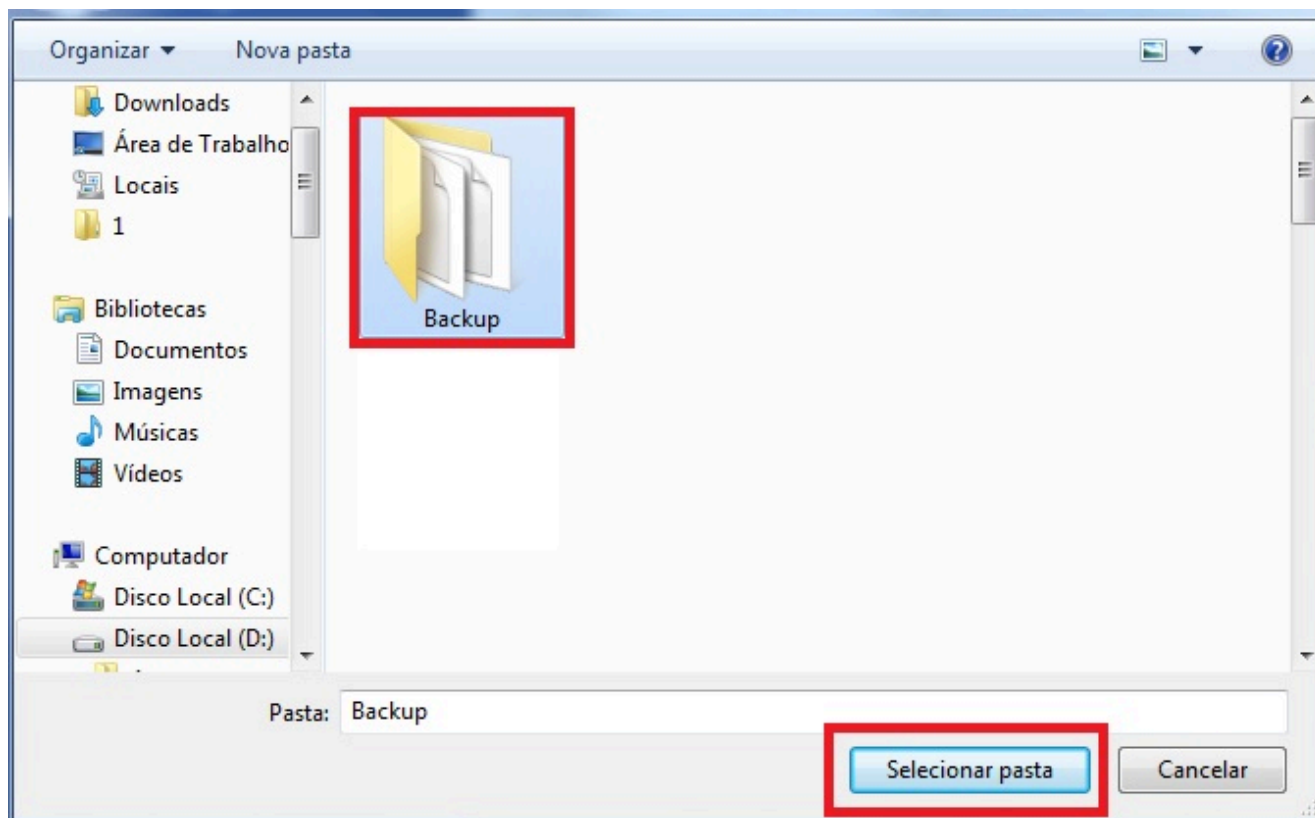 Organizar Nova pasta
Downloads
Área de Trabalho
Locais
1
Bibliotecas
Documentos
Imagens
Músicas
Vídeos
Computador
Disco Local (C:)
Disco Local (D:)
Backup
Pasta: Backup
Selecionar pasta Cancelar